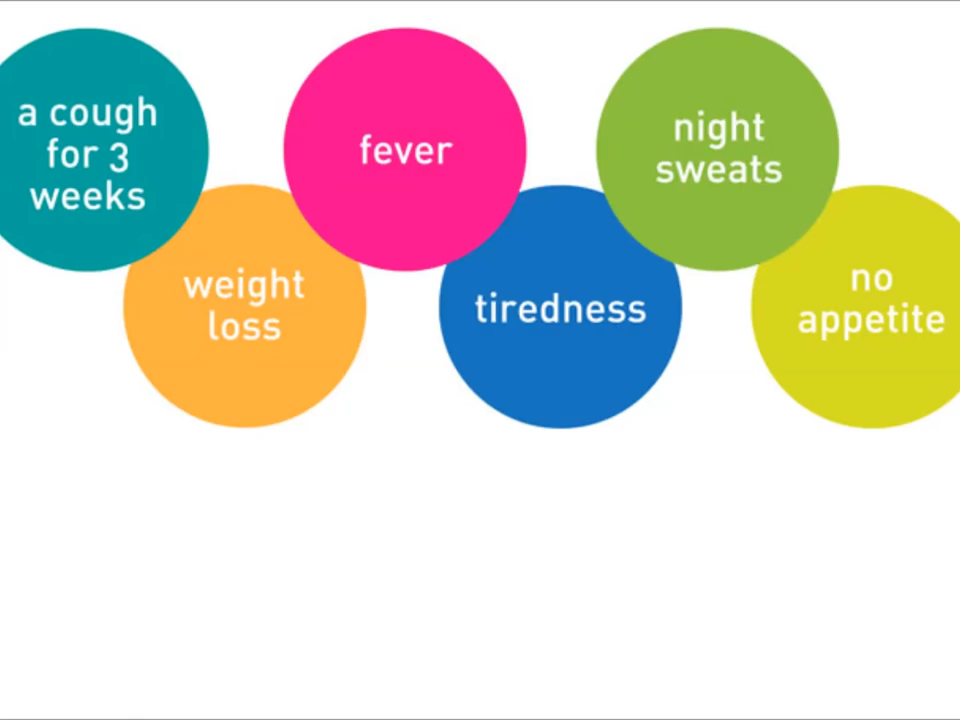 a cough
for 3
weeks
weight
loss
fever
tiredness
night
sweats
no
appetite